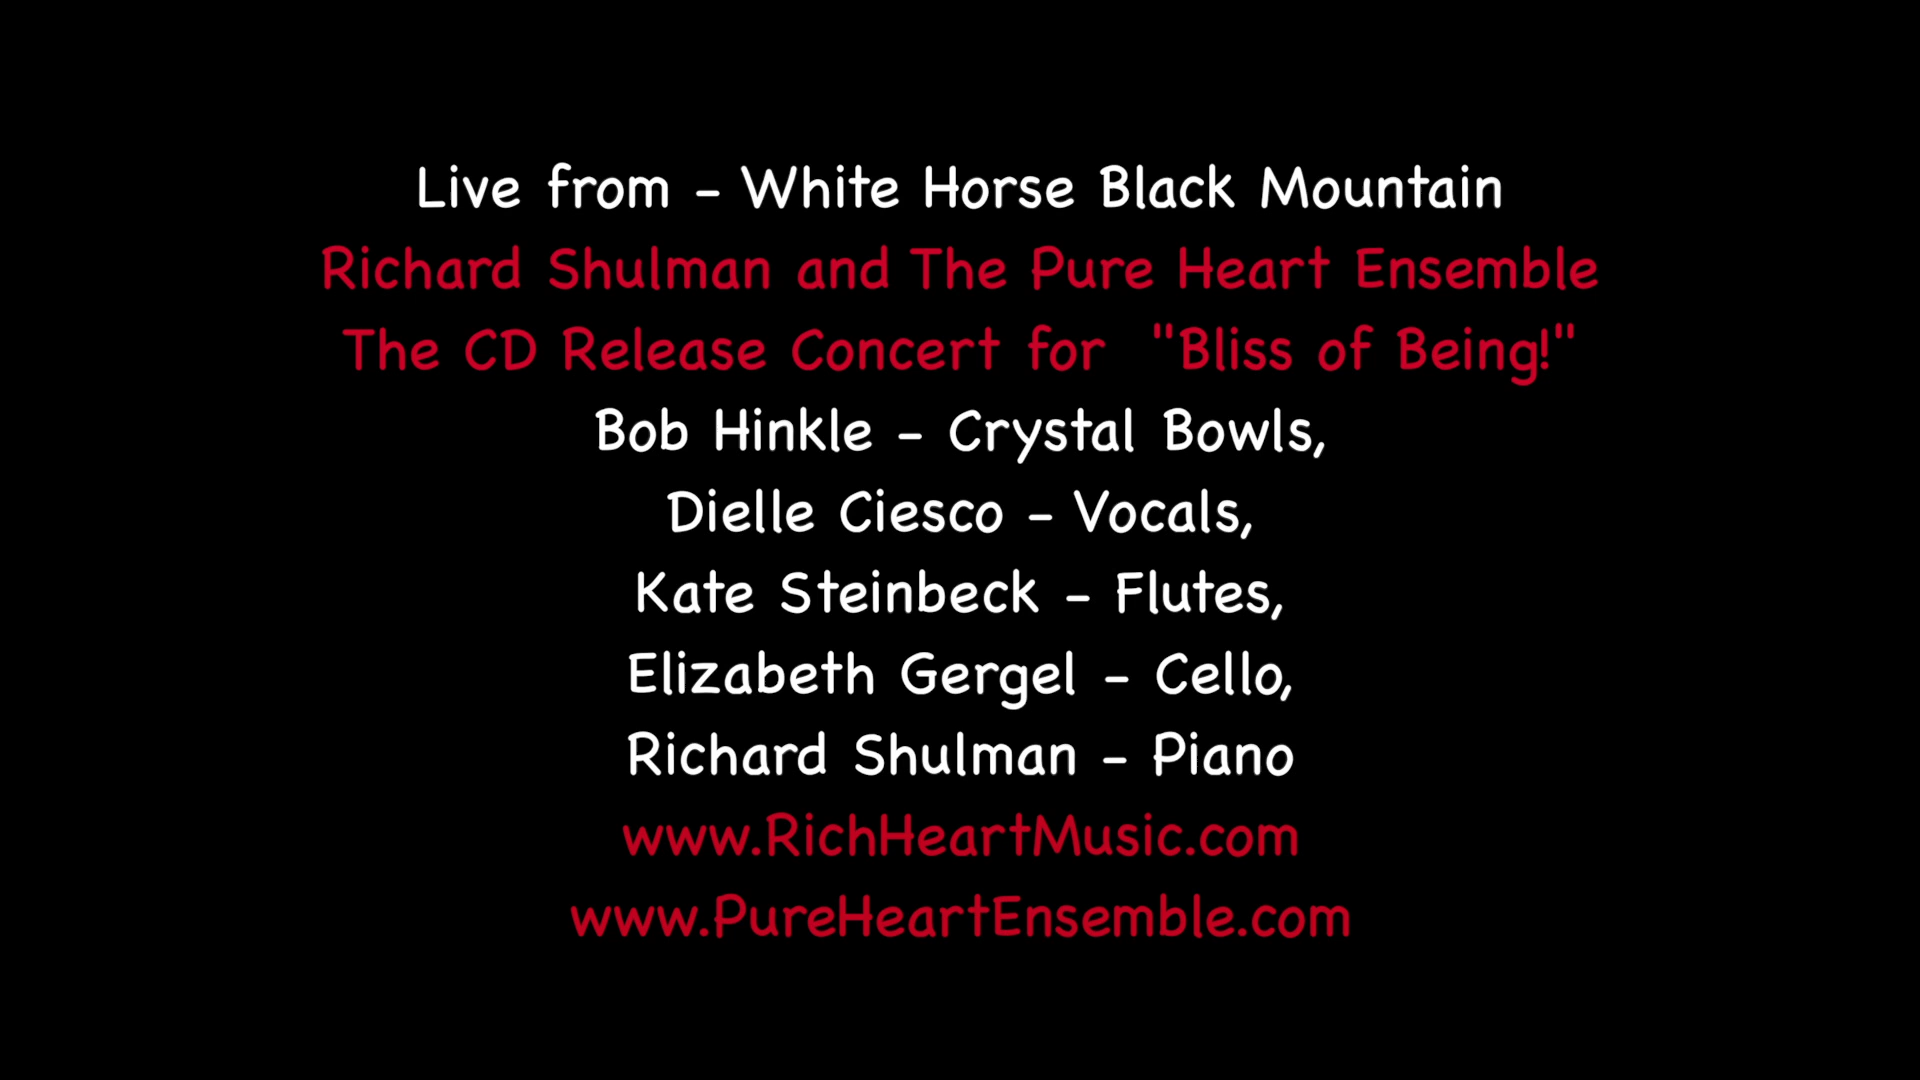 Live from - White Horse Black Mountain
Richard Shulman and The Pure Heart Ensemble
The CD Release Concert for  "Bliss of Being!"
Bob Hinkle - Crystal Bowls,
Dielle Ciesco - Vocals,
Kate Steinbeck - Flutes,
Elizabeth Gergel - Cello,
Richard Shulman - Piano
www.RichHeartMusic.com
www.PureHeartEnsemble.com